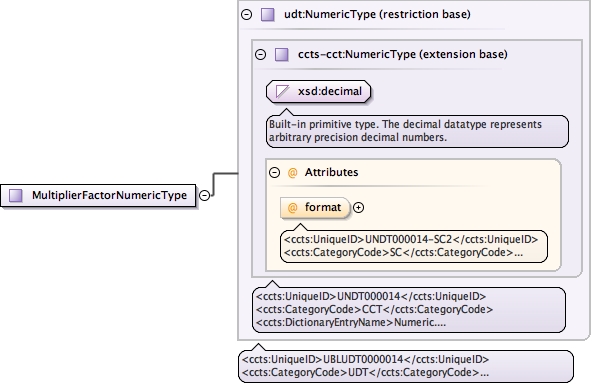 udt:NumericType (restriction base)
ccts-cct:NumericType (extension base)
xsd:decimal
Built-in primitive type. The decimal datatype represents
arbitrary precision decimal numbers.
@ Attributes
MultiplierFactorNumericType
@ format
<ccts:UniqueID>UNDT000014-SC2</ccts:UniqueID>
<ccts:CategoryCode>SC</ccts:CategoryCode>...
<ccts:UniqueID>UNDT000014</ccts:UniqueID>
<ccts:CategoryCode>CCT</ccts:CategoryCode>
<ccts:DictionaryEntryName>Numeric....
<ccts:UniqueID>UBLUDT0000014</ccts:UniqueID>
<ccts:CategoryCode>UDT</ccts:CategoryCode>...